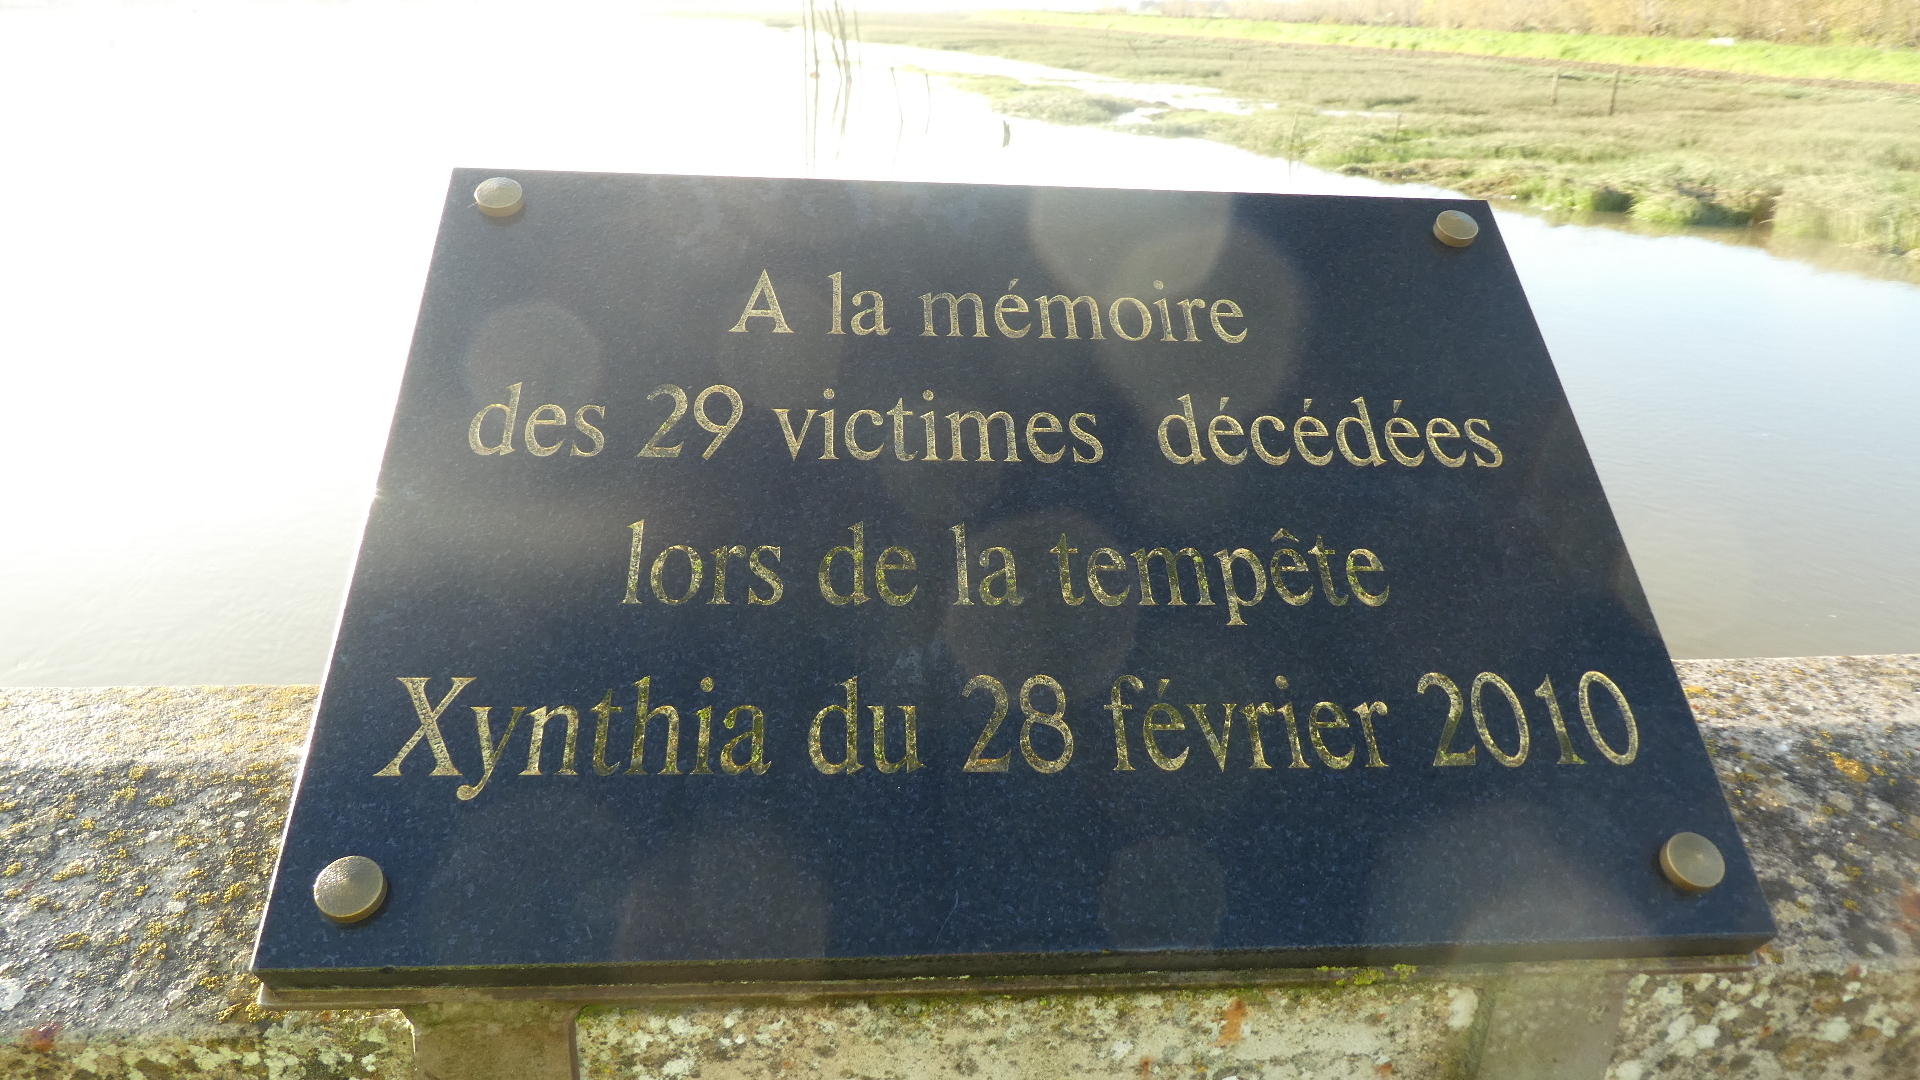 A la mémoire
des 29 victimes décédées
lors de la tempête
Xynthia du 28 février 2010